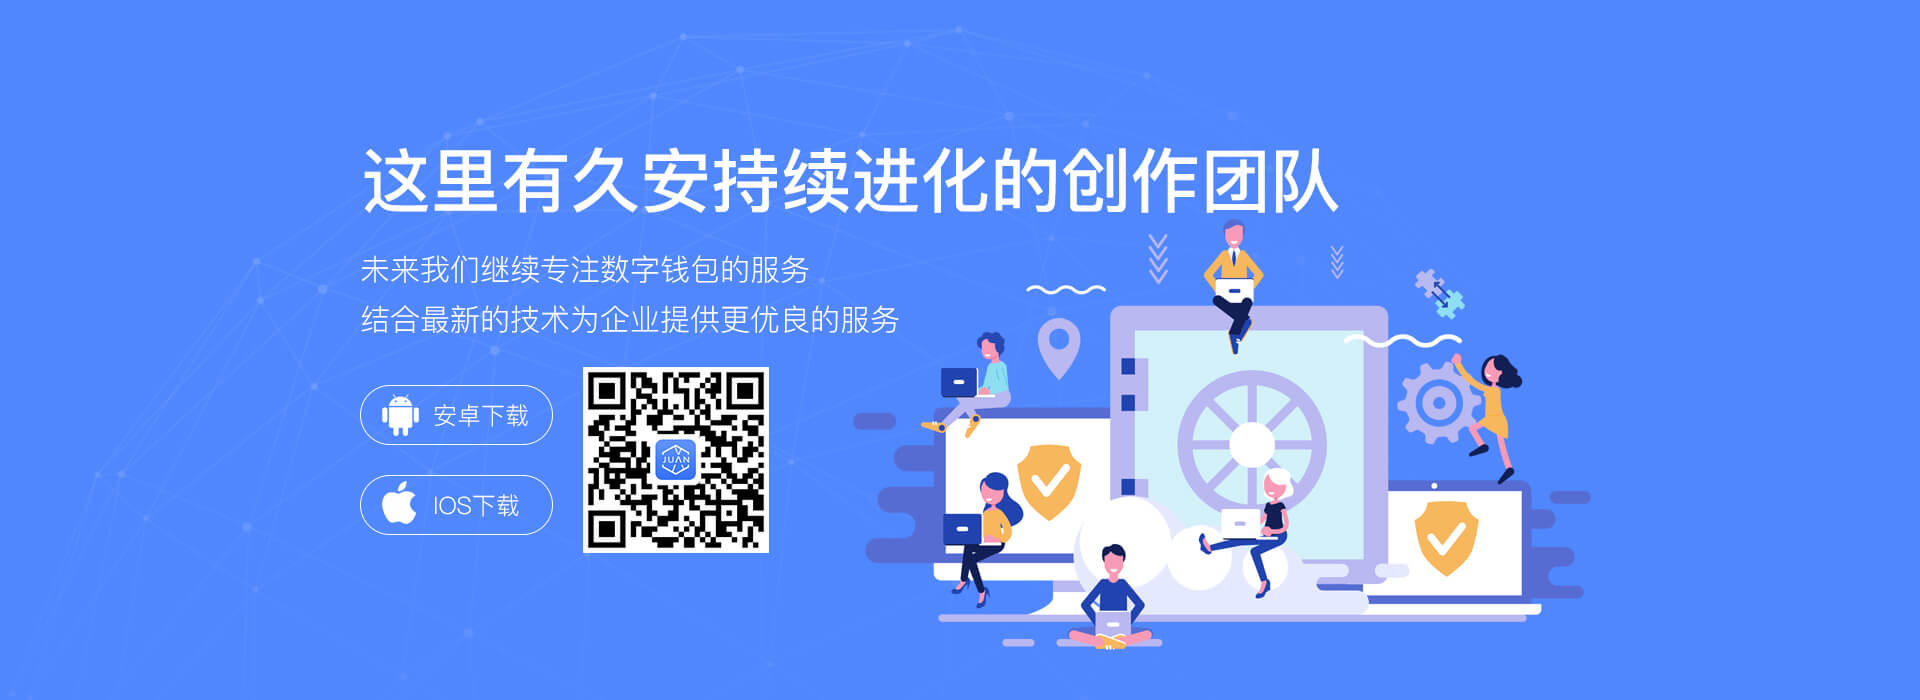 这里有久安持续进化的创作团队
未来我们继续专注数字钱包的服务
结合最新的技术为企业提供更优良的服务
安卓下载
IOS下载
JUAN